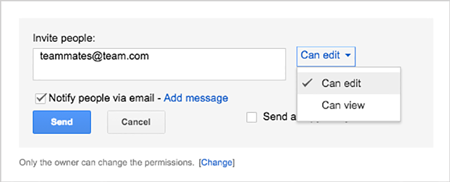 Invite people:
teammates@team.com
Can edit
Can edit
Can view
Notify people via email - Add message
Send
Cancel
Send a
Only the owner can change the permissions. [Change]